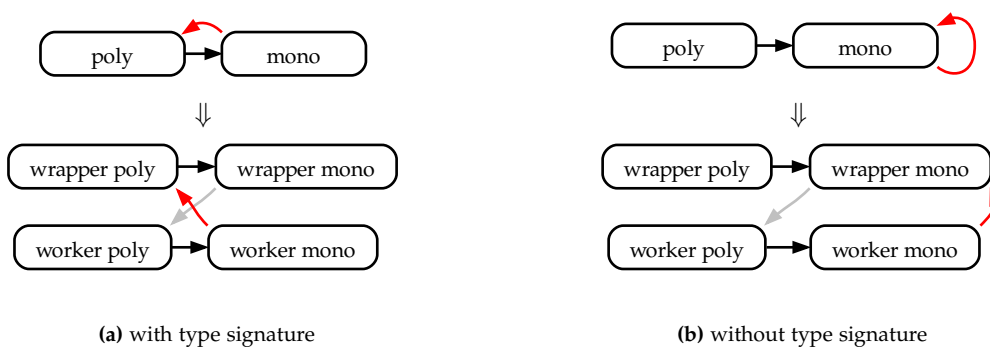 poly mono
poly mono
⇓
⇓
wrapper poly wrapper mono
wrapper poly wrapper mono
worker poly worker mono
worker poly worker mono
(a) with type signature
(b) without type signature